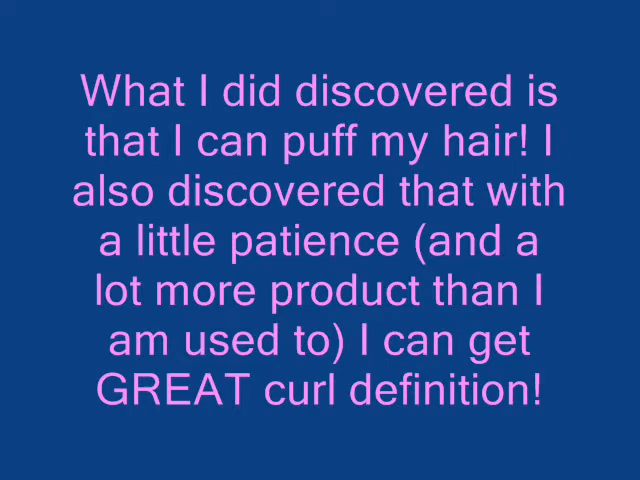 What I did discovered is
that I can puff my hair! I
also discovered that with
a little patience (and a
lot more product than I
am used to) I can get
GREAT curl definition!